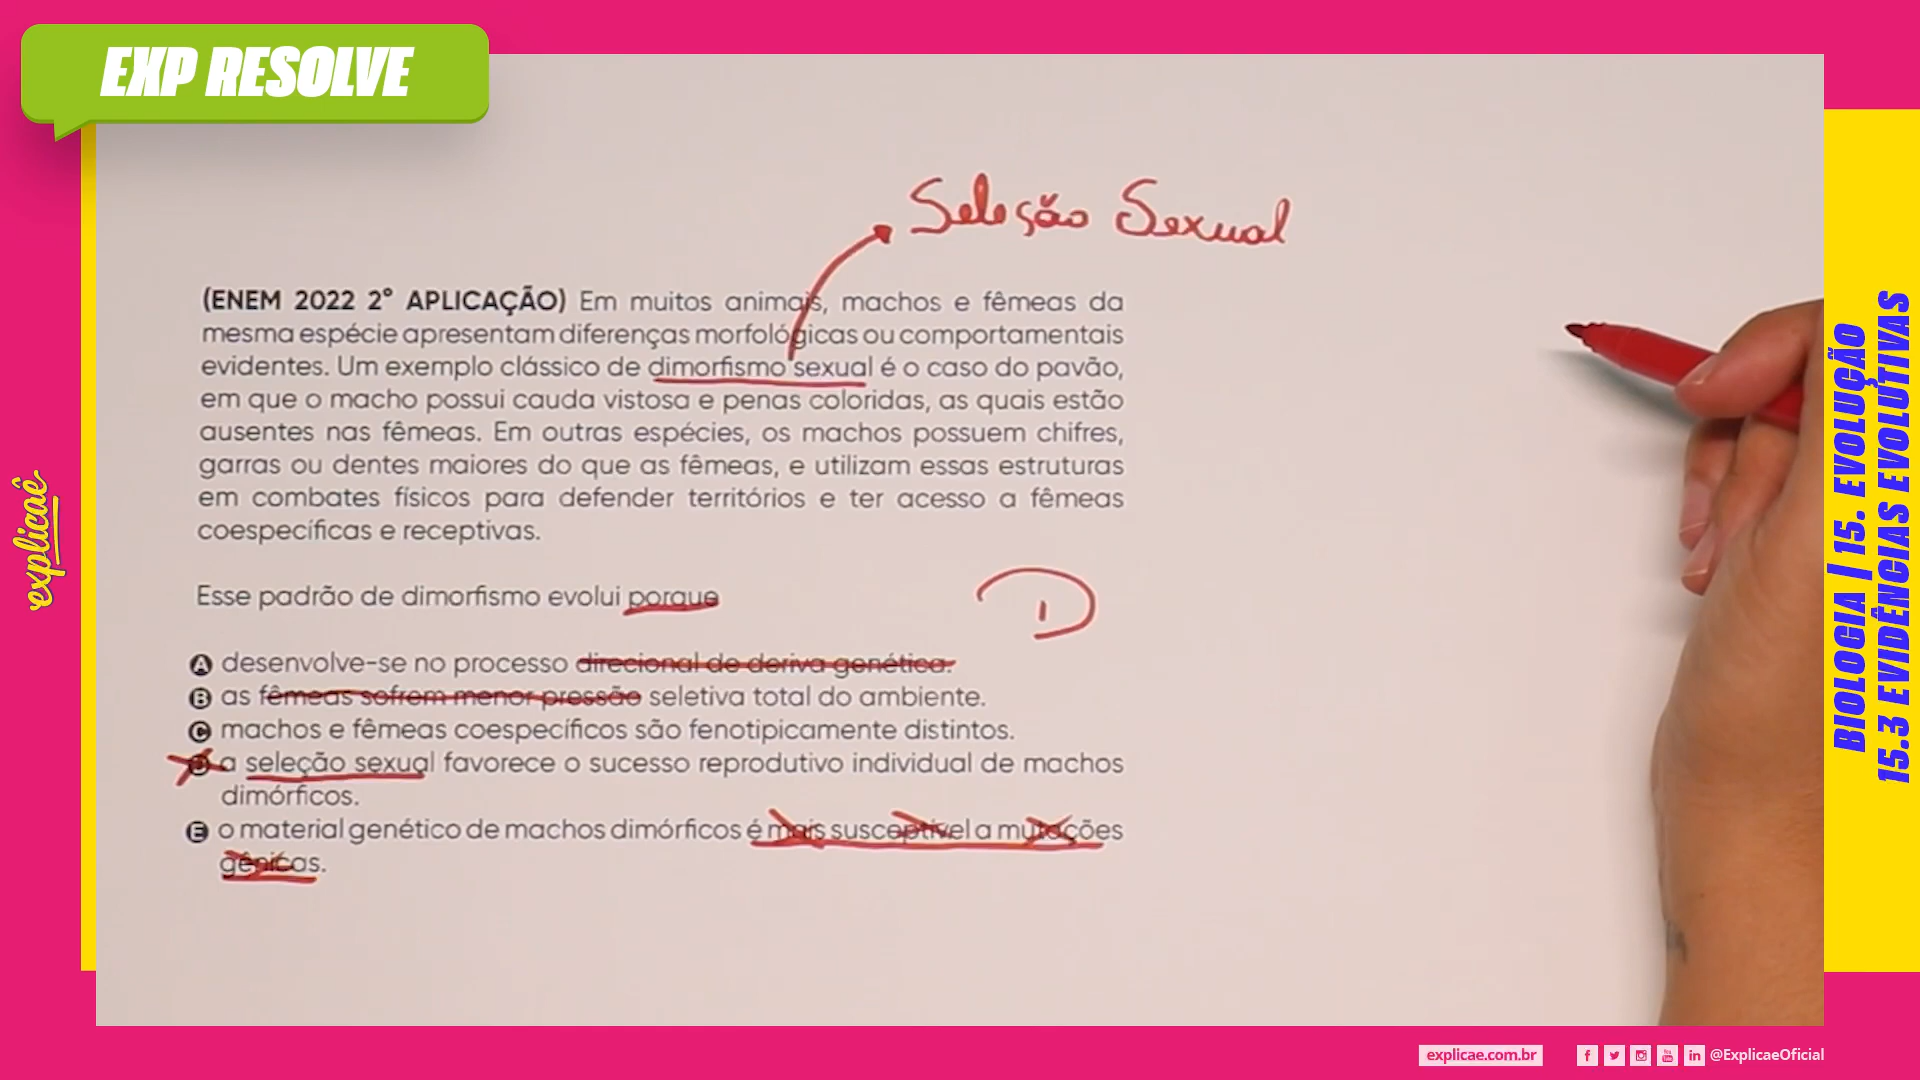 EXP RESOLVE
Seleção Sexual
(ENEM 2022 2° APLICAÇÃO) Em muitos animais, machos e fêmeas da
mesma espécie apresentam diferenças morfológicas ou comportamentais
evidentes. Um exemplo clássico de dimorfismo sexual é o caso do pavão,
em que o macho possui cauda vistosa e penas coloridas, as quais estão
ausentes nas fêmeas. Em outras espécies, os machos possuem chifres,
garras ou dentes maiores do que as fêmeas, e utilizam essas estruturas
em combates físicos para defender territórios e ter acesso a fêmeas
coespecíficas e receptivas.
Esse padrão de dimorfismo evolui porque
D
A desenvolve-se no processo direcional de deriva genética.
B as fêmeas sofrem menor pressão seletiva total do ambiente.
C machos e fêmeas coespecíficos são fenotipicamente distintos.
D a seleção sexual favorece o sucesso reprodutivo individual de machos
dimórficos.
E o material genético de machos dimórficos é mais susceptível a mutações
gênicas.
explicaê
BIOLOGIA | 15. EVOLUÇÃO
15.3 EVIDÊNCIAS EVOLUTIVAS
explicae.com.br
@ExplicaeOficial